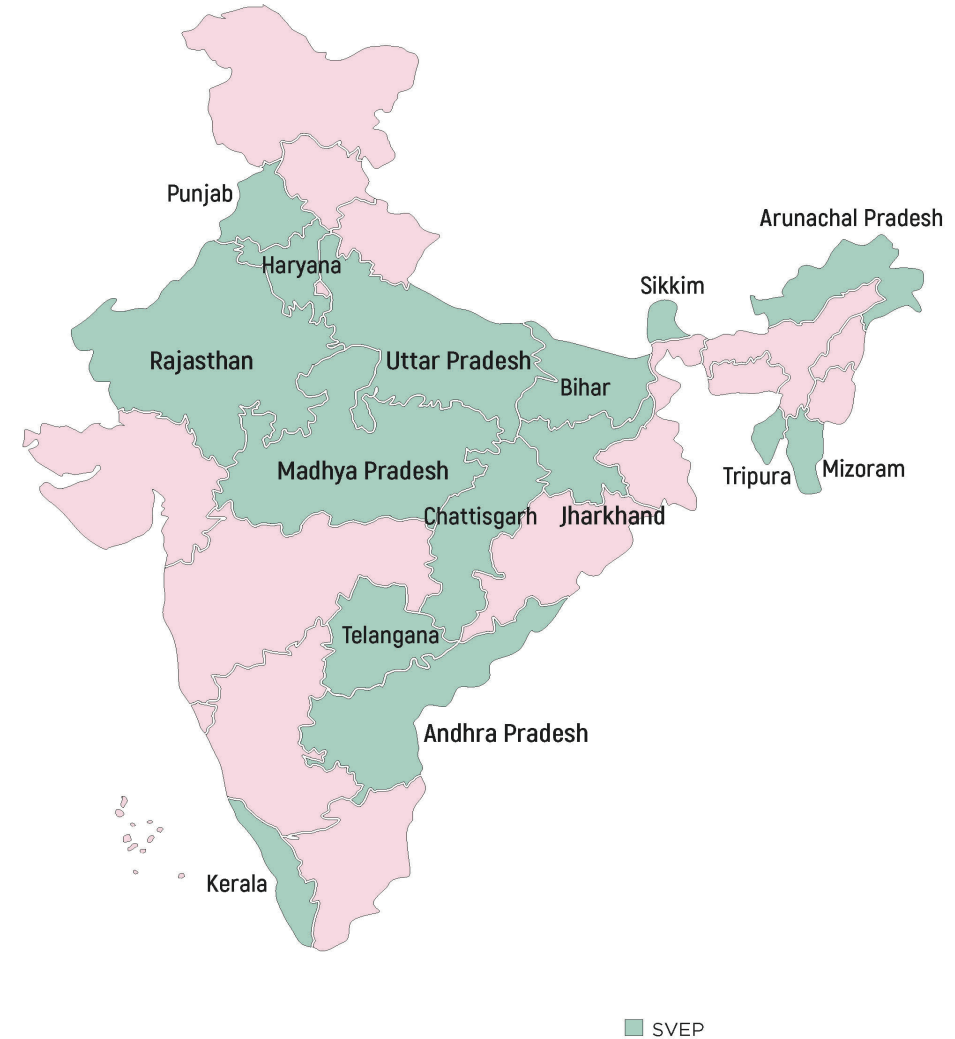 Punjab
Arunachal Pradesh
Haryana
Sikkim
Rajasthan
Uttar Pradesh
Bihar
Madhya Pradesh
Tripura
Mizoram
Chattisgarh
Jharkhand
Telangana
Andhra Pradesh
Kerala
SVEP